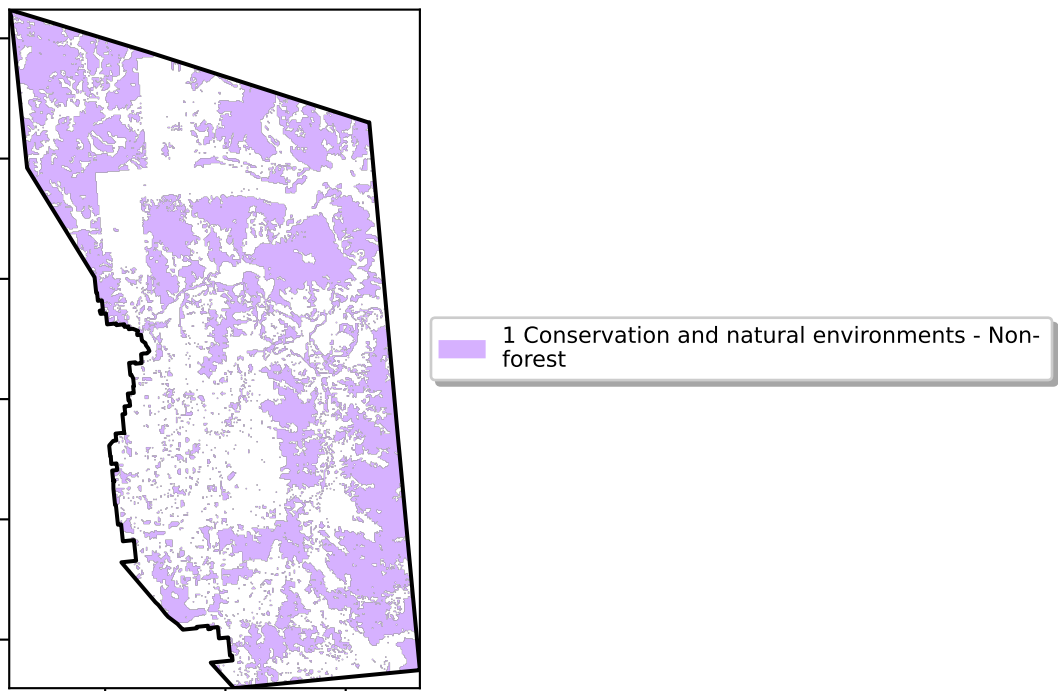 1 Conservation and natural environments - Non-
forest